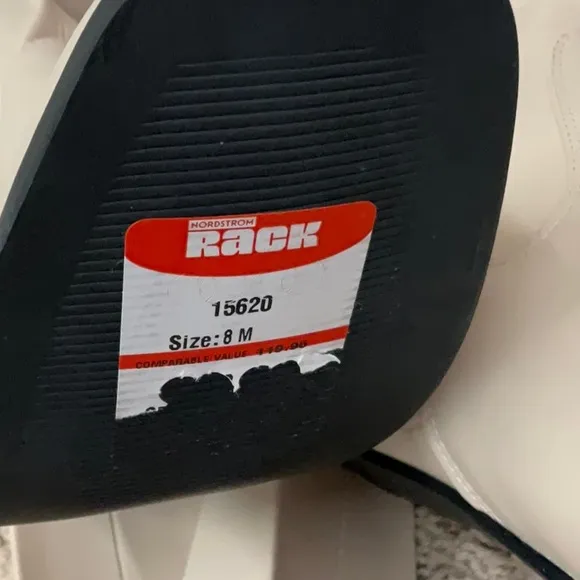 NORDSTROM
Rack
15620
Size: 8 M
COMPARABLE VALUE